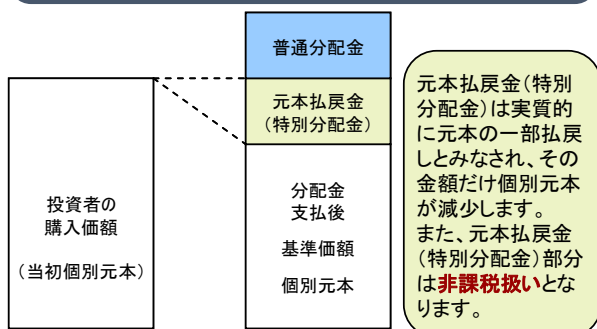 普通分配金
元本払戻金
（特別分配金）
投資者の
購入価額
（当初個別元本）
分配金
支払後
基準価額
個別元本
元本払戻金（特別
分配金）は実質的
に元本の一部払戻
しとみなされ、その
金額だけ個別元本
が減少します。
また、元本払戻金
（特別分配金）部分
は非課税扱いとな
ります。